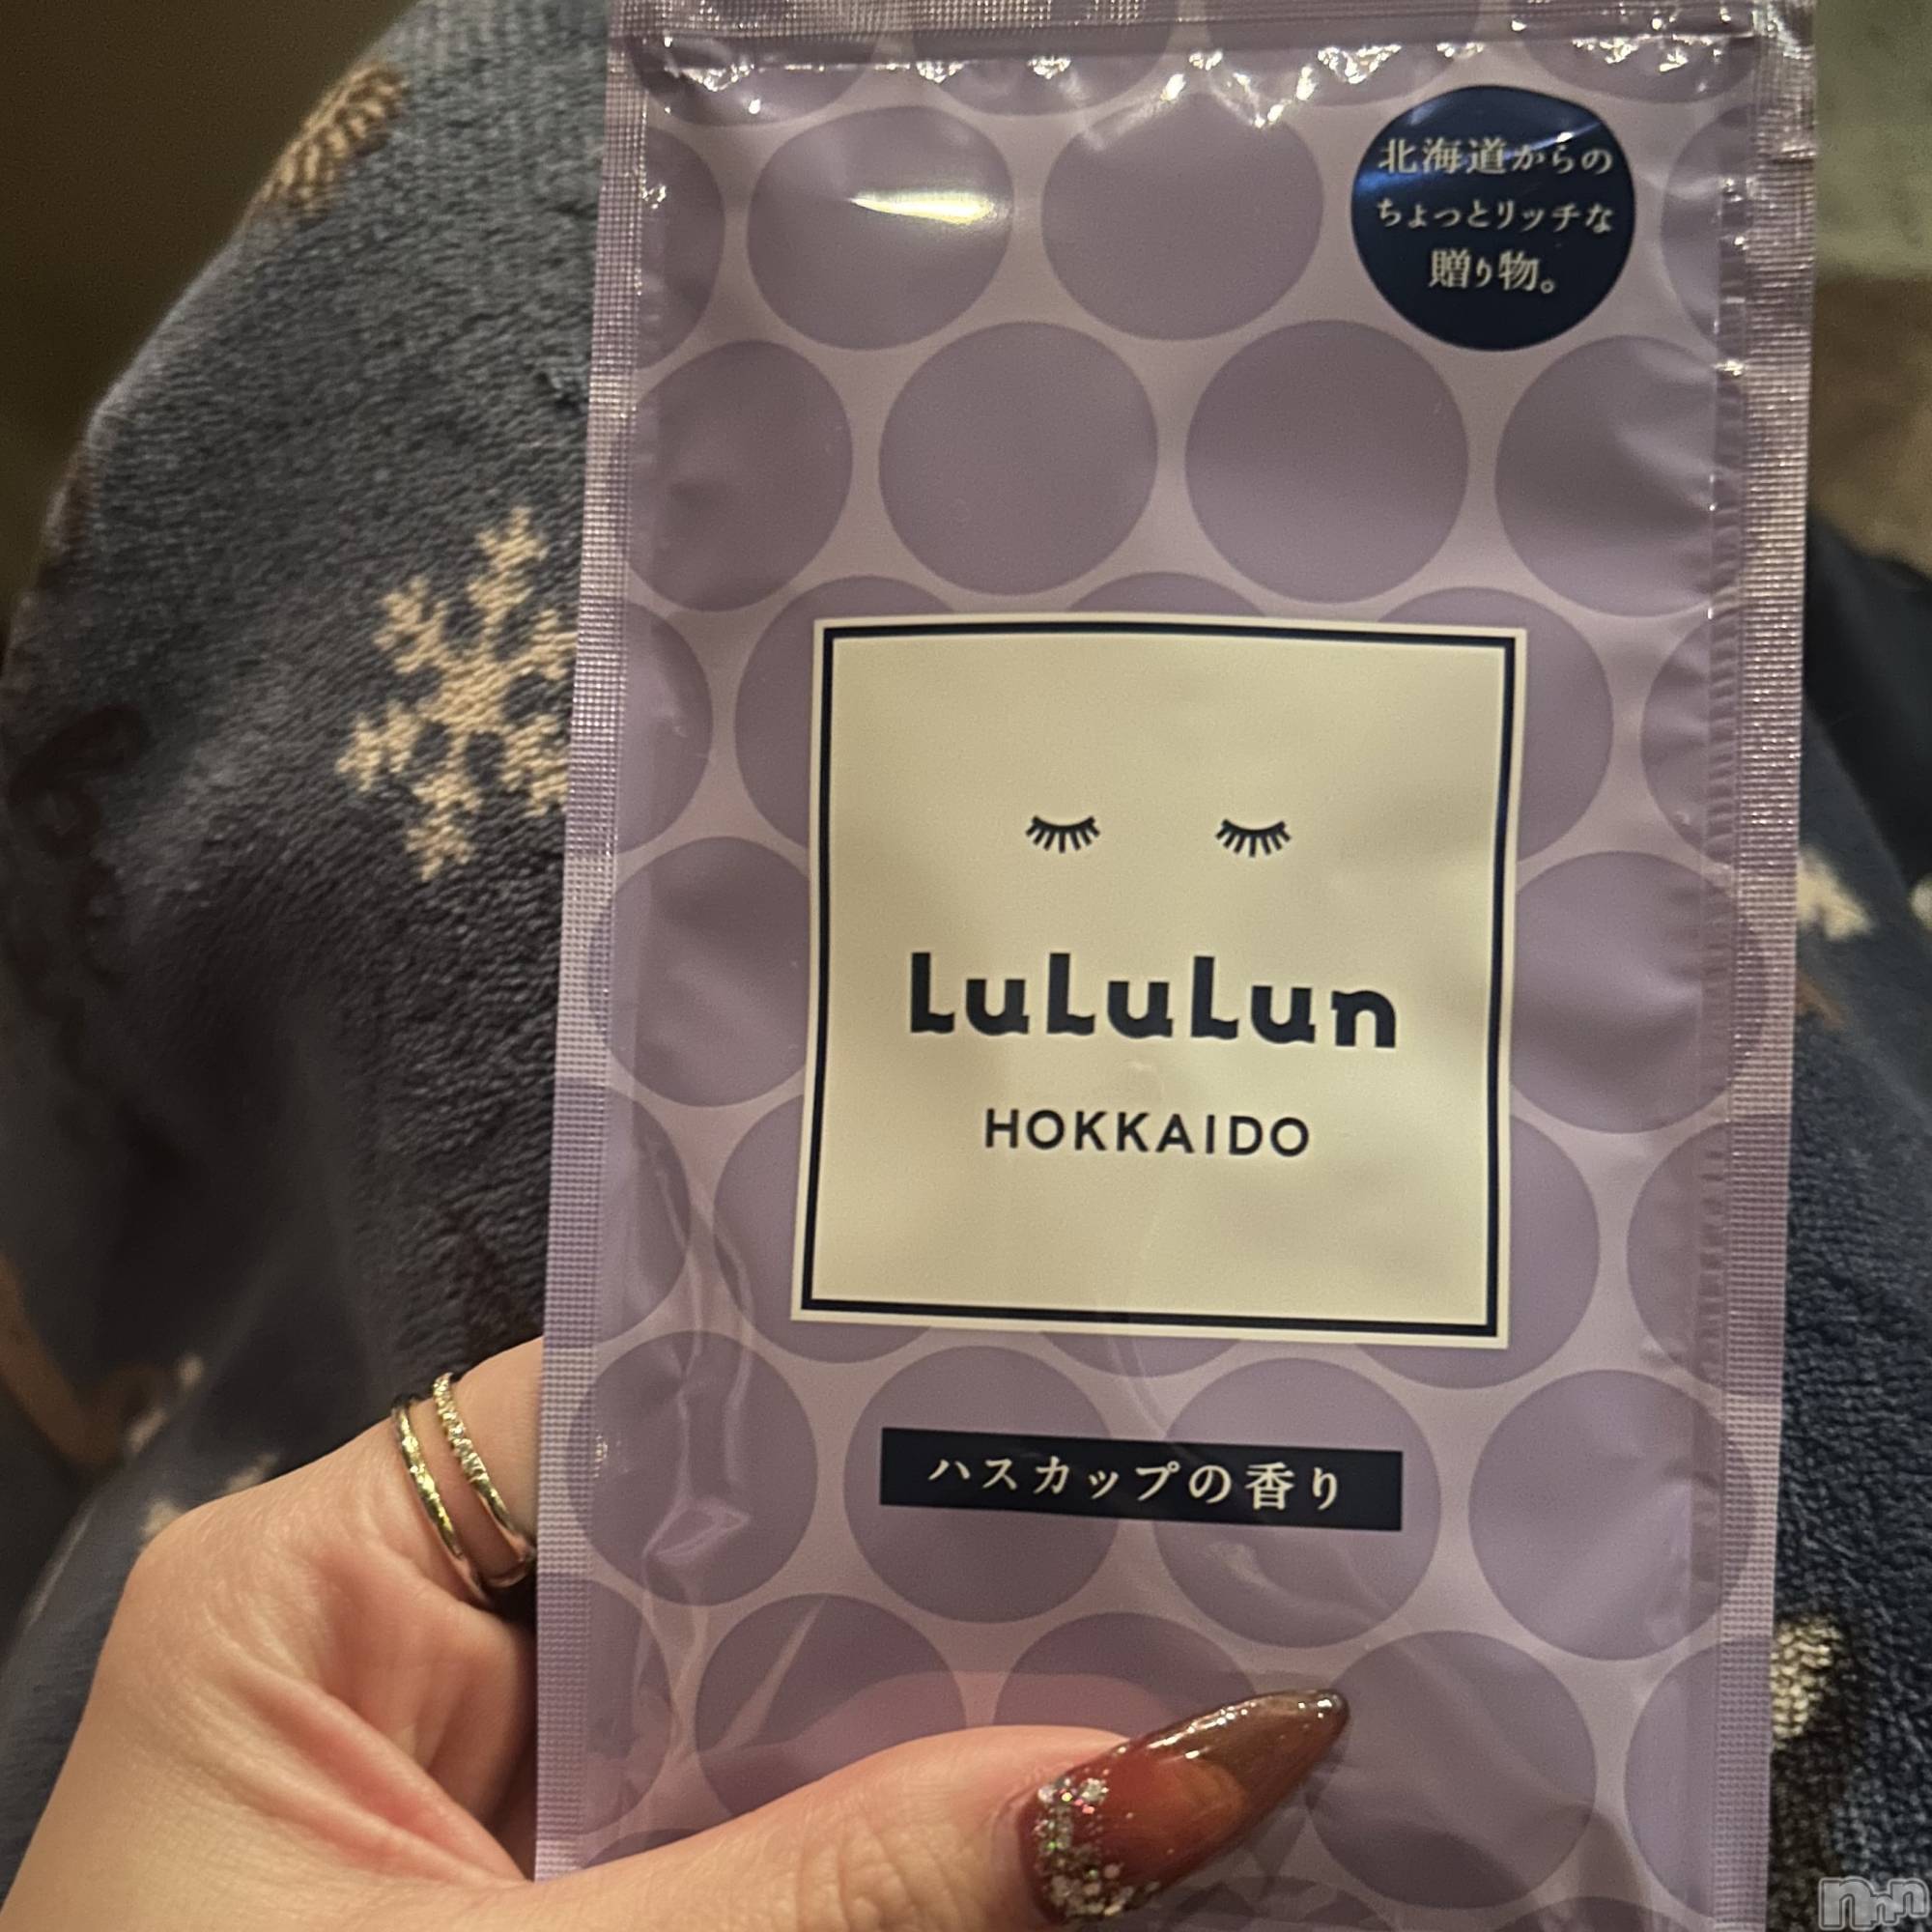 北海道からの
ちょっとリッチな
贈り物。
LuLuLun
HOKKAIDO
ハスカップの香り